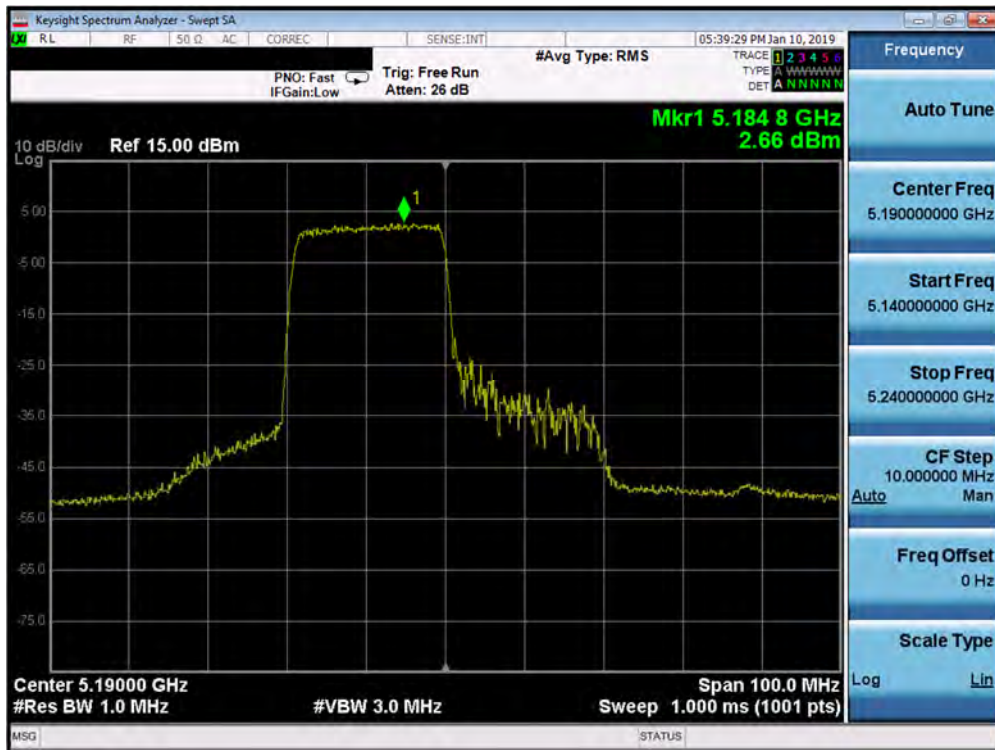 Keysight Spectrum Analyzer - Swept SA
LXI RL RF 50 Ω AC CORREC SENSE:INT 05:39:29 PM Jan 10, 2019
#Avg Type: RMS
TRACE 1 2 3 4 5 6
PNO: Fast Trig: Free Run
TYPE A W W W W W
IFGain:Low Atten: 26 dB
DET A N N N N N
Mkr1 5.184 8 GHz
2.66 dBm
10 dB/div Ref 15.00 dBm
Log
1
5.00
-5.00
-15.0
-25.0
-35.0
-45.0
-55.0
-65.0
-75.0
Center 5.19000 GHz Span 100.0 MHz
#Res BW 1.0 MHz #VBW 3.0 MHz Sweep 1.000 ms (1001 pts)
MSG STATUS
Frequency
Auto Tune
Center Freq
5.190000000 GHz
Start Freq
5.140000000 GHz
Stop Freq
5.240000000 GHz
CF Step
10.000000 MHz
Auto Man
Freq Offset
0 Hz
Scale Type
Log Lin